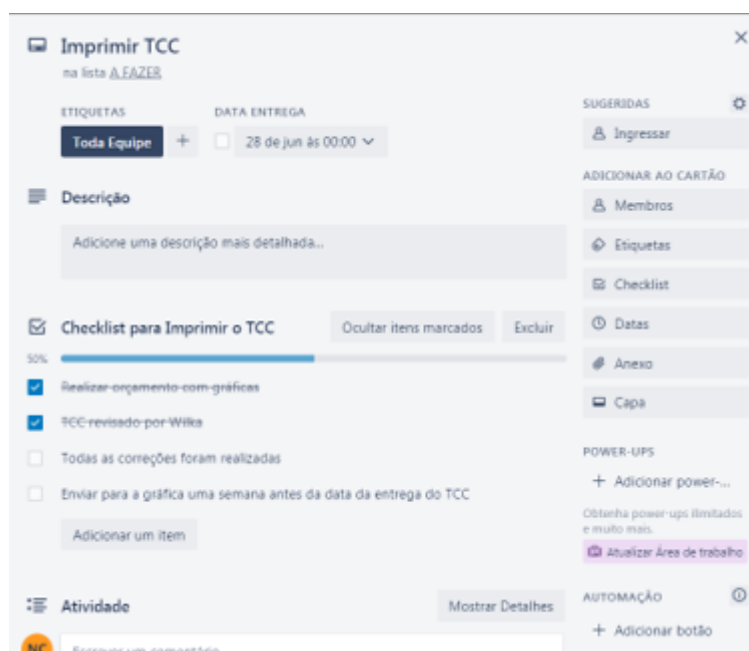 Imprimir TCC
na lista A FAZER
ETIQUETAS
DATA ENTREGA
Toda Equipe
+
28 de jun às 00:00
Descrição
Adicione uma descrição mais detalhada...
Checklist para Imprimir o TCC
Ocultar itens marcados
Excluir
50%
Realizar orçamento com gráficas
TCC revisado por Wilka
Todas as correções foram realizadas
Enviar para a gráfica uma semana antes da data da entrega do TCC
Adicionar um item
Atividade
Mostrar Detalhes
NC
Escrever um comentário
SUGERIDAS
Ingressar
ADICIONAR AO CARTÃO
Membros
Etiquetas
Checklist
Datas
Anexo
Capa
POWER-UPS
+ Adicionar power-...
Obtenha power-ups ilimitados
e muito mais.
Atualizar Área de trabalho
AUTOMAÇÃO
+ Adicionar botão